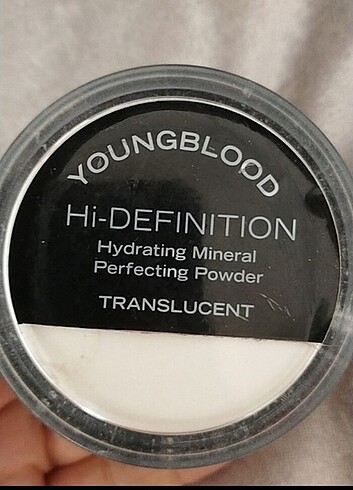 YOUNGBLOOD
Hi-DEFINITION
Hydrating Mineral
Perfecting Powder
TRANSLUCENT